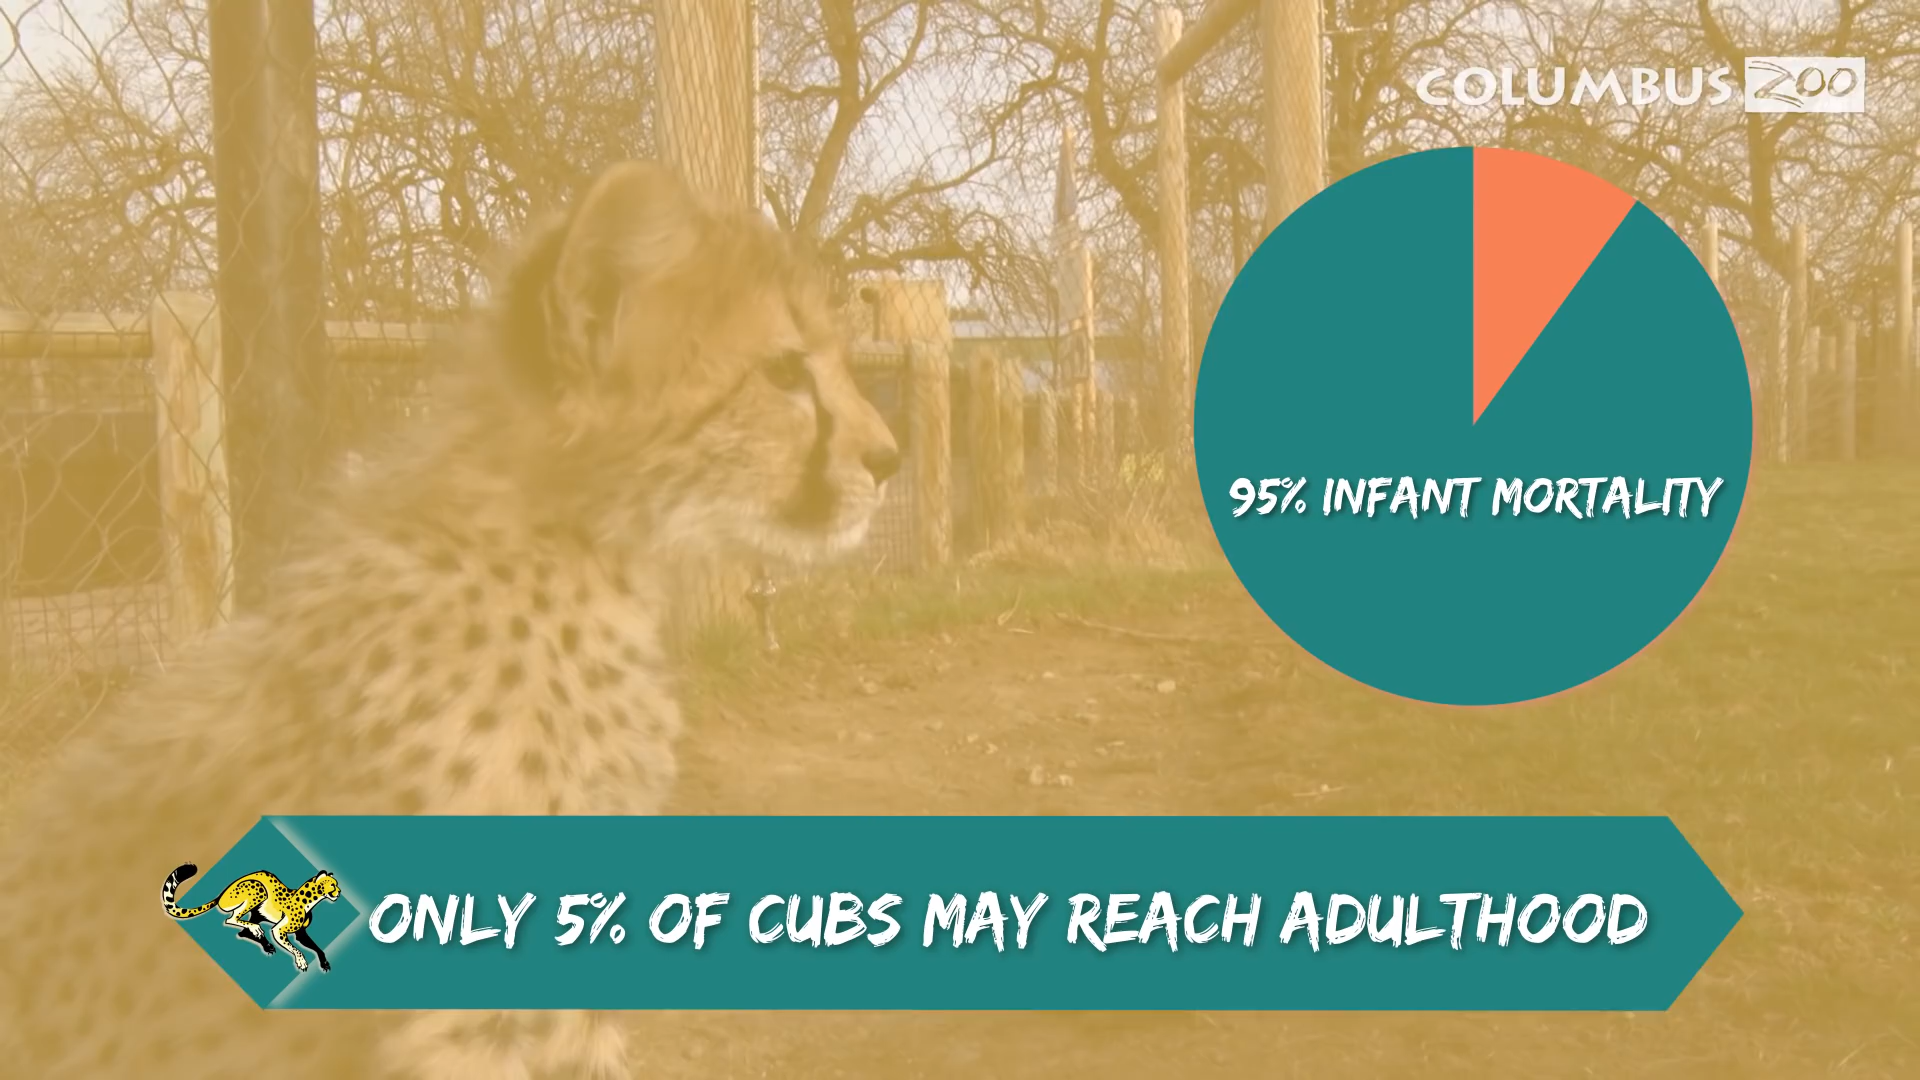 COLUMBUS ZOO
95% INFANT MORTALITY
ONLY 5% OF CUBS MAY REACH ADULTHOOD